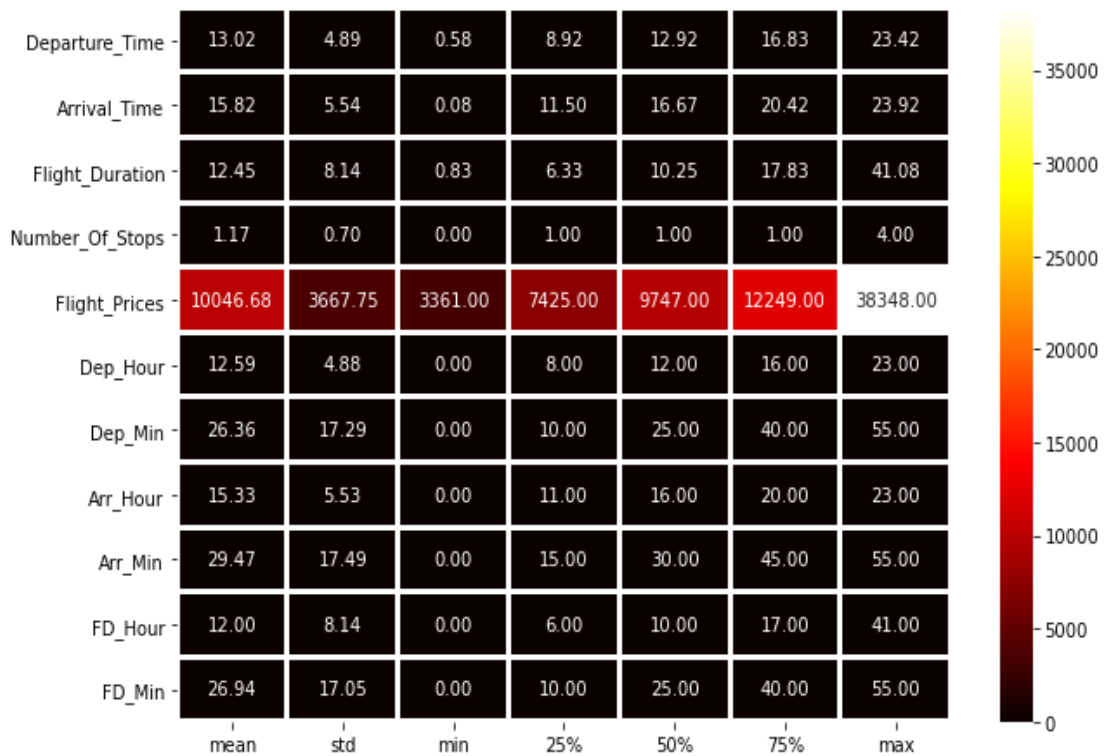 Departure_Time 13.02 4.89 0.58 8.92 12.92 16.83 23.42
Arrival_Time 15.82 5.54 0.08 11.50 16.67 20.42 23.92
Flight_Duration 12.45 8.14 0.83 6.33 10.25 17.83 41.08
Number_Of_Stops 1.17 0.70 0.00 1.00 1.00 1.00 4.00
Flight_Prices 10046.68 3667.75 3361.00 7425.00 9747.00 12249.00 38348.00
Dep_Hour 12.59 4.88 0.00 8.00 12.00 16.00 23.00
Dep_Min 26.36 17.29 0.00 10.00 25.00 40.00 55.00
Arr_Hour 15.33 5.53 0.00 11.00 16.00 20.00 23.00
Arr_Min 29.47 17.49 0.00 15.00 30.00 45.00 55.00
FD_Hour 12.00 8.14 0.00 6.00 10.00 17.00 41.00
FD_Min 26.94 17.05 0.00 10.00 25.00 40.00 55.00
mean std min 25% 50% 75% max
35000
30000
25000
20000
15000
10000
5000
0